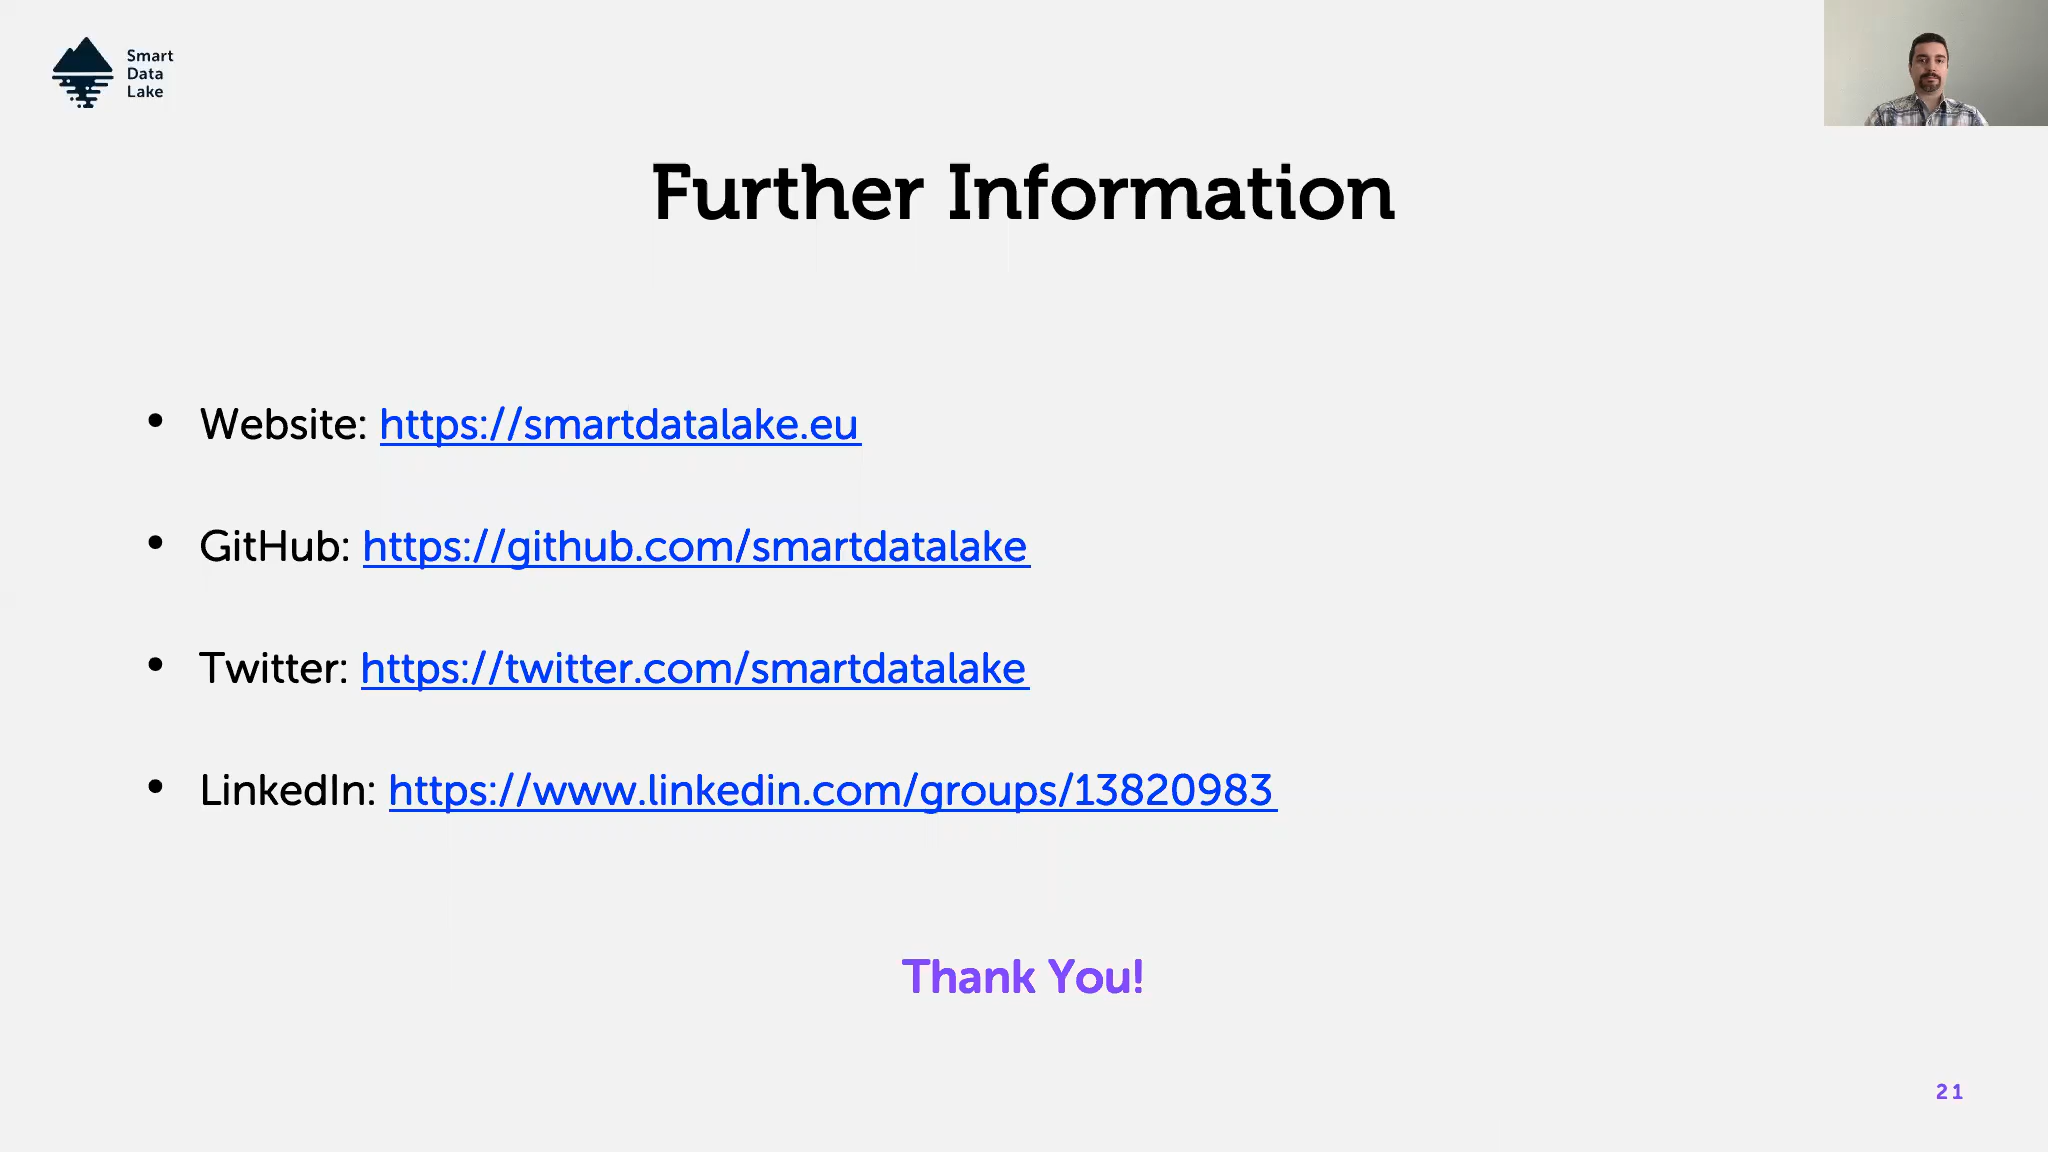 Smart
Data
Lake
Further Information
• Website: https://smartdatalake.eu
• GitHub: https://github.com/smartdatalake
• Twitter: https://twitter.com/smartdatalake
• LinkedIn: https://www.linkedin.com/groups/13820983
Thank You!
21